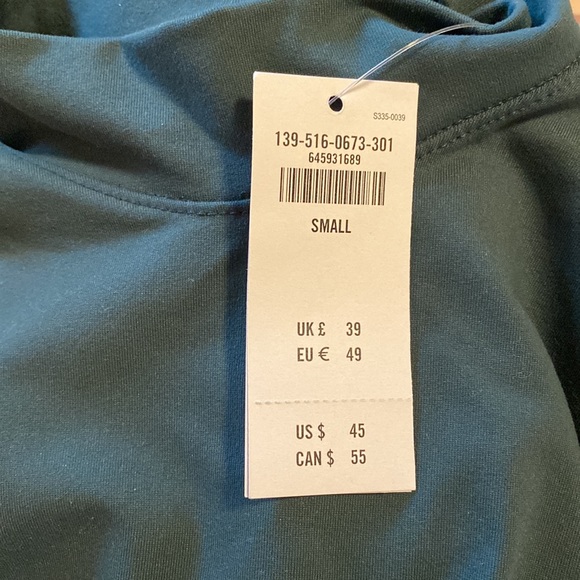 S335-0039
139-516-0673-301
645931689
SMALL
UK £ 39
EU € 49
US $ 45
CAN $ 55